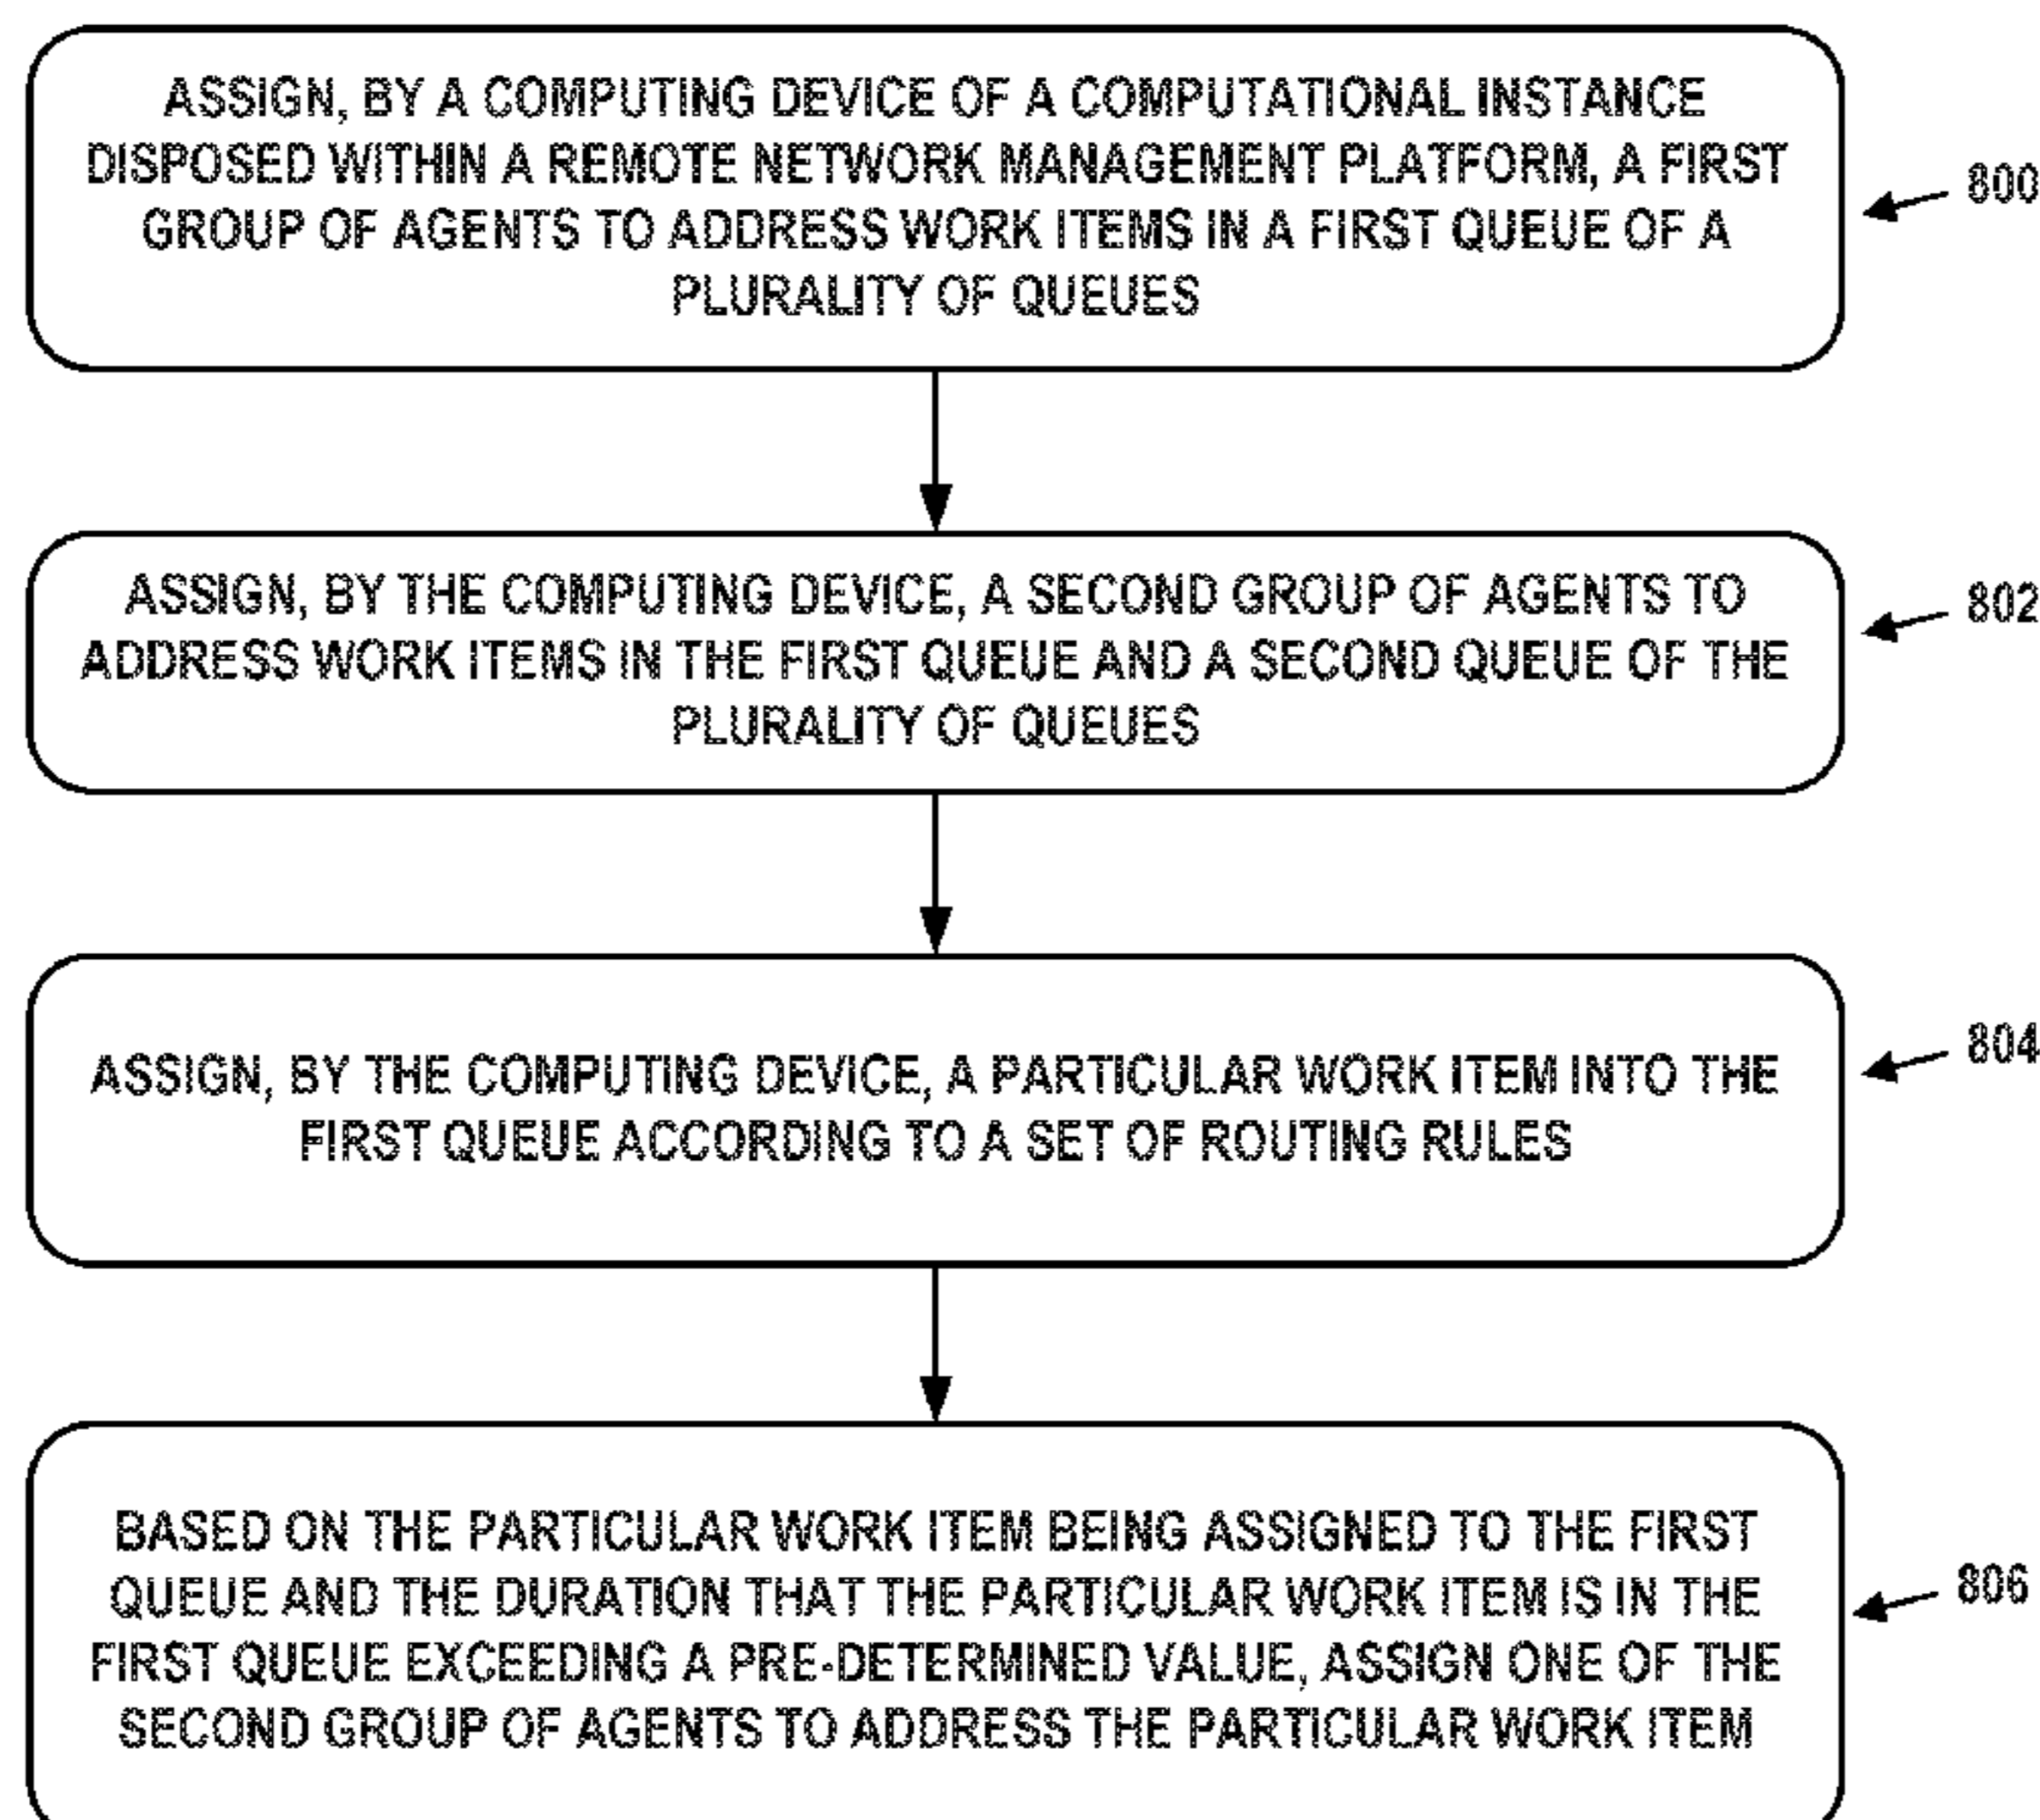 ASSIGN, BY A COMPUTING DEVICE OF A COMPUTATIONAL INSTANCE
DISPOSED WITHIN A REMOTE NETWORK MANAGEMENT PLATFORM, A FIRST
GROUP OF AGENTS TO ADDRESS WORK ITEMS IN A FIRST QUEUE OF A
PLURALITY OF QUEUES
800
ASSIGN, BY THE COMPUTING DEVICE, A SECOND GROUP OF AGENTS TO
ADDRESS WORK ITEMS IN THE FIRST QUEUE AND A SECOND QUEUE OF THE
PLURALITY OF QUEUES
802
ASSIGN, BY THE COMPUTING DEVICE, A PARTICULAR WORK ITEM INTO THE
FIRST QUEUE ACCORDING TO A SET OF ROUTING RULES
804
BASED ON THE PARTICULAR WORK ITEM BEING ASSIGNED TO THE FIRST
QUEUE AND THE DURATION THAT THE PARTICULAR WORK ITEM IS IN THE
FIRST QUEUE EXCEEDING A PRE-DETERMINED VALUE, ASSIGN ONE OF THE
SECOND GROUP OF AGENTS TO ADDRESS THE PARTICULAR WORK ITEM
806